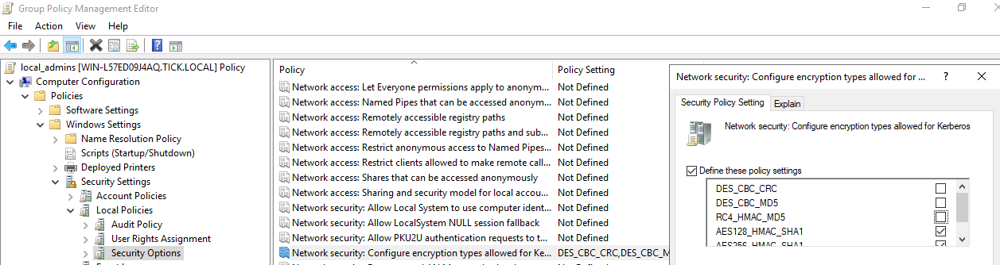 Group Policy Management Editor
File Action View Help
local_admins [WIN-L57ED09J4AQ.TICK.LOCAL] Policy
Computer Configuration
Policies
Software Settings
Windows Settings
Name Resolution Policy
Scripts (Startup/Shutdown)
Deployed Printers
Security Settings
Account Policies
Local Policies
Audit Policy
User Rights Assignment
Security Options
Policy Policy Setting
Network access: Let Everyone permissions apply to anonym... Not Defined
Network access: Named Pipes that can be accessed anonym... Not Defined
Network access: Remotely accessible registry paths Not Defined
Network access: Remotely accessible registry paths and sub... Not Defined
Network access: Restrict anonymous access to Named Pipes... Not Defined
Network access: Restrict clients allowed to make remote call... Not Defined
Network access: Shares that can be accessed anonymously Not Defined
Network access: Sharing and security model for local accou... Not Defined
Network security: Allow Local System to use computer ident... Not Defined
Network security: Allow LocalSystem NULL session fallback Not Defined
Network security: Allow PKU2U authentication requests to t... Not Defined
Network security: Configure encryption types allowed for Ke... DES_CBC_CRC,DES_CBC_M
Network security: Configure encryption types allowed for ...
Security Policy Setting Explain
Network security: Configure encryption types allowed for Kerberos
Define these policy settings
DES_CBC_CRC
DES_CBC_MD5
RC4_HMAC_MD5
AES128_HMAC_SHA1
AES256_HMAC_SHA1